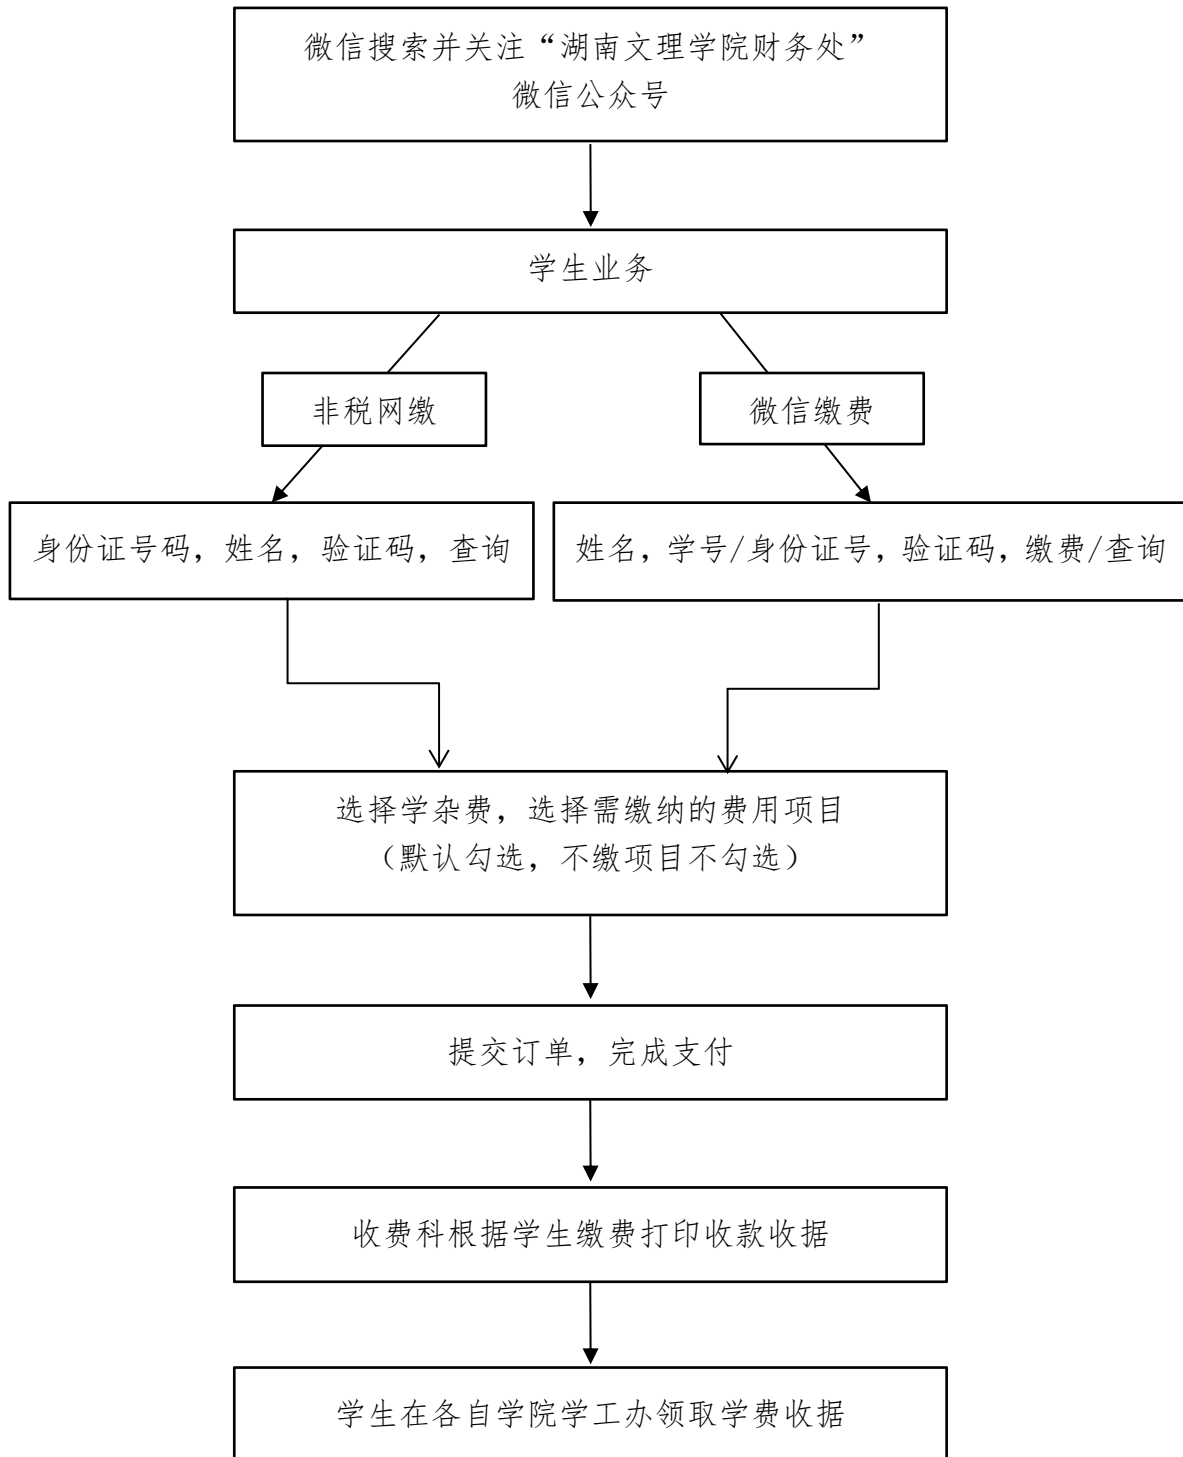 微信搜索并关注“湖南文理学院财务处”
微信公众号
学生业务
非税网缴
微信缴费
身份证号码，姓名，验证码，查询
姓名，学号/身份证号，验证码，缴费/查询
选择学杂费，选择需缴纳的费用项目
（默认勾选，不缴项目不勾选）
提交订单，完成支付
收费科根据学生缴费打印收款收据
学生在各自学院学工办领取学费收据